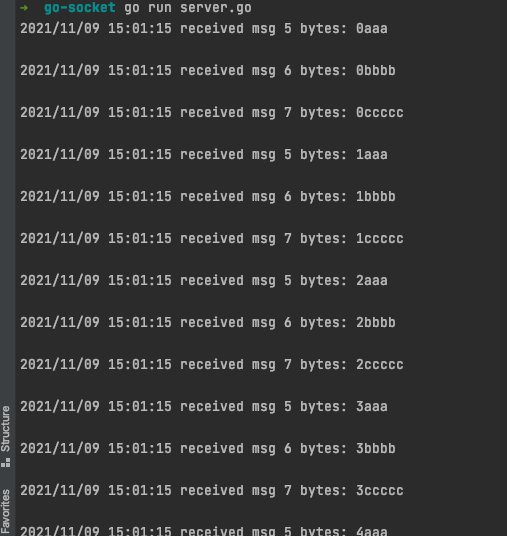 → go-socket go run server.go
2021/11/09 15:01:15 received msg 5 bytes: 0aaa
2021/11/09 15:01:15 received msg 6 bytes: 0bbbb
2021/11/09 15:01:15 received msg 7 bytes: 0ccccc
2021/11/09 15:01:15 received msg 5 bytes: 1aaa
2021/11/09 15:01:15 received msg 6 bytes: 1bbbb
2021/11/09 15:01:15 received msg 7 bytes: 1ccccc
2021/11/09 15:01:15 received msg 5 bytes: 2aaa
2021/11/09 15:01:15 received msg 6 bytes: 2bbbb
2021/11/09 15:01:15 received msg 7 bytes: 2ccccc
2021/11/09 15:01:15 received msg 5 bytes: 3aaa
2021/11/09 15:01:15 received msg 6 bytes: 3bbbb
2021/11/09 15:01:15 received msg 7 bytes: 3ccccc
2021/11/09 15:01:15 received msg 5 bytes: 4aaa
Structure
Favorites